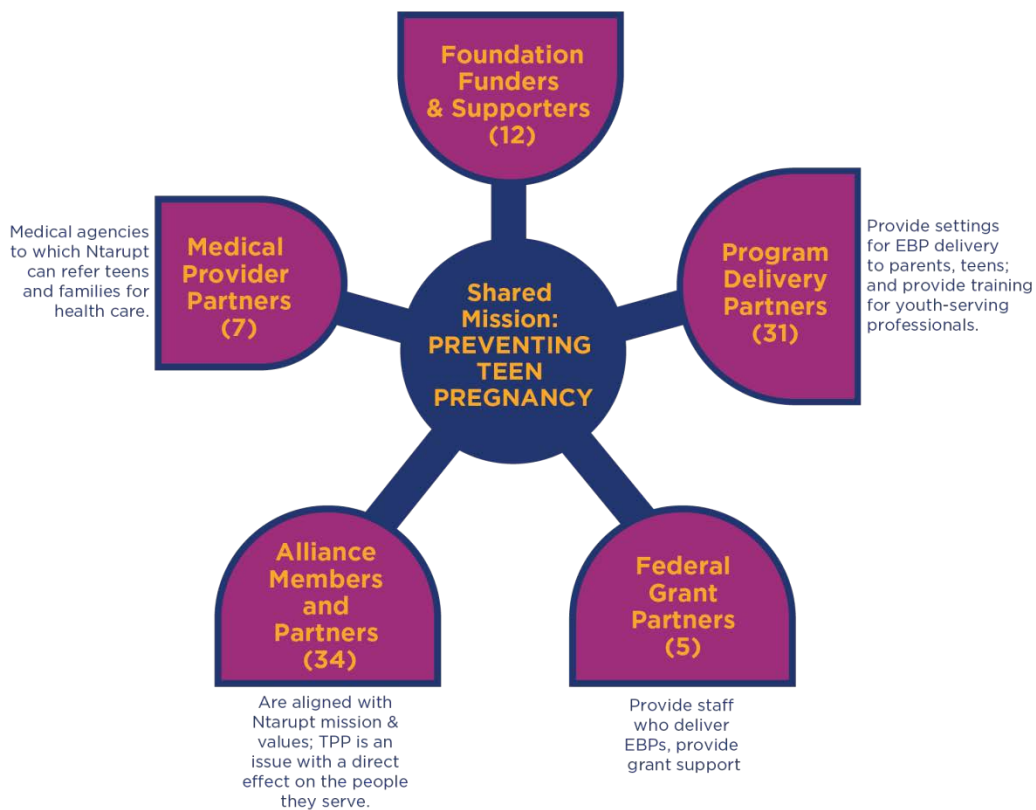 Foundation
Funders
& Supporters
(12)
Medical agencies
to which Ntarupt
can refer teens
and families for
health care.
Medical
Provider
Partners
(7)
Shared
Mission:
PREVENTING
TEEN
PREGNANCY
Program
Delivery
Partners
(31)
Provide settings
for EBP delivery
to parents, teens;
and provide training
for youth-serving
professionals.
Alliance
Members
and
Partners
(34)
Are aligned with
Ntarupt mission &
values; TPP is an
issue with a direct
effect on the people
they serve.
Federal
Grant
Partners
(5)
Provide staff
who deliver
EBPs, provide
grant support